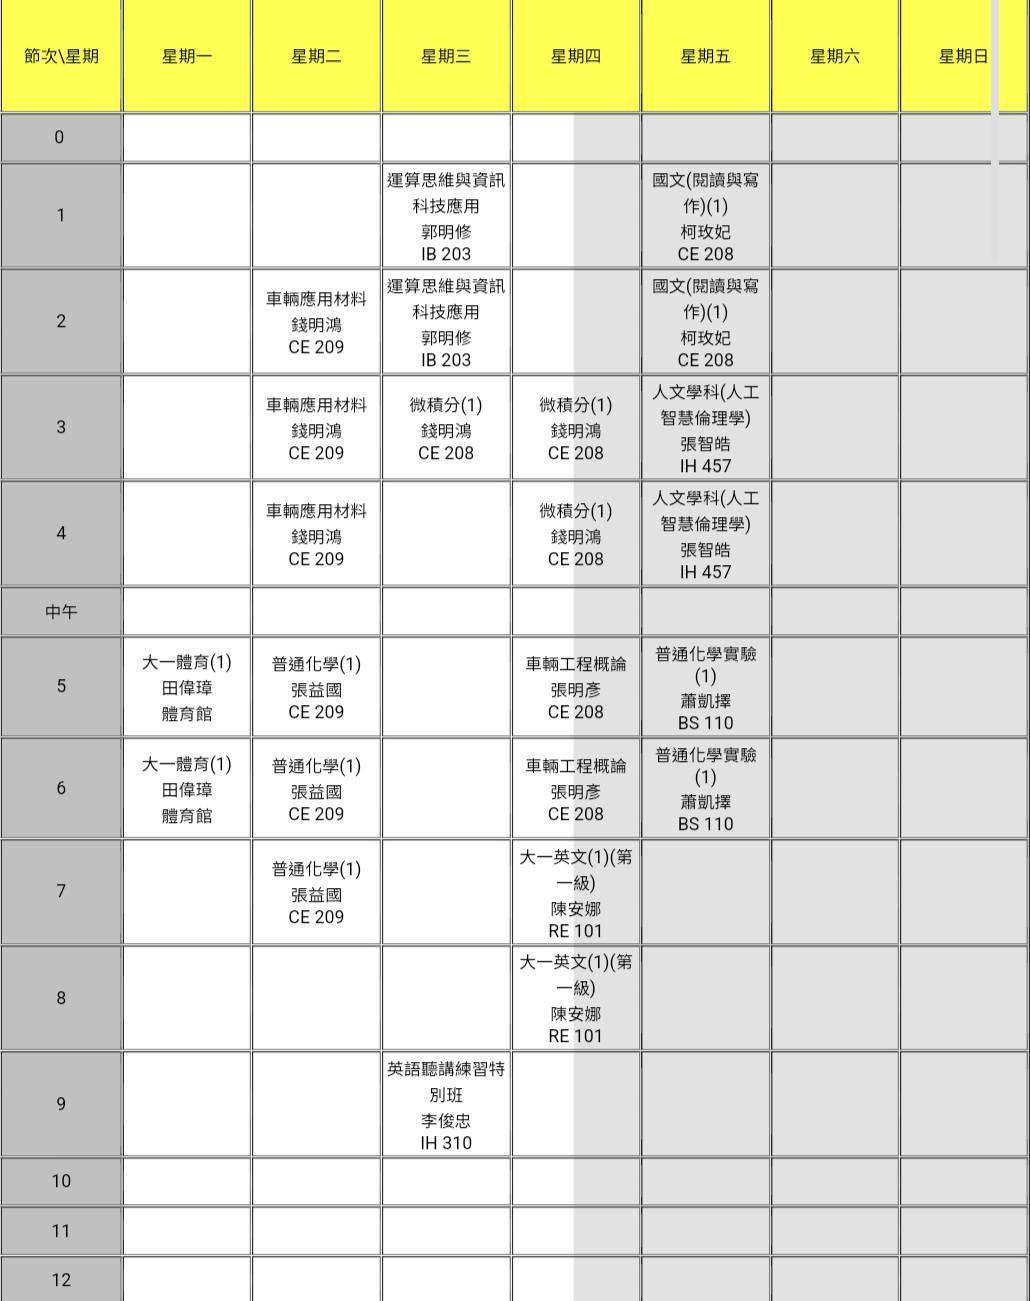 節次\星期 星期一 星期二 星期三 星期四 星期五 星期六 星期日
0
1
運算思維與資訊
科技應用
郭明修
IB 203
國文(閱讀與寫
作)(1)
柯玫妃
CE 208
2
車輛應用材料
錢明鴻
CE 209
運算思維與資訊
科技應用
郭明修
IB 203
國文(閱讀與寫
作)(1)
柯玫妃
CE 208
3
車輛應用材料
錢明鴻
CE 209
微積分(1)
錢明鴻
CE 208
微積分(1)
錢明鴻
CE 208
人文學科(人工
智慧倫理學)
張智皓
IH 457
4
車輛應用材料
錢明鴻
CE 209
微積分(1)
錢明鴻
CE 208
人文學科(人工
智慧倫理學)
張智皓
IH 457
中午
5
大一體育(1)
田偉璋
體育館
普通化學(1)
張益國
CE 209
車輛工程概論
張明彥
CE 208
普通化學實驗
(1)
蕭凱擇
BS 110
6
大一體育(1)
田偉璋
體育館
普通化學(1)
張益國
CE 209
車輛工程概論
張明彥
CE 208
普通化學實驗
(1)
蕭凱擇
BS 110
7
普通化學(1)
張益國
CE 209
大一英文(1)(第
一級)
陳安娜
RE 101
8
大一英文(1)(第
一級)
陳安娜
RE 101
9
英語聽講練習特
別班
李俊忠
IH 310
10
11
12